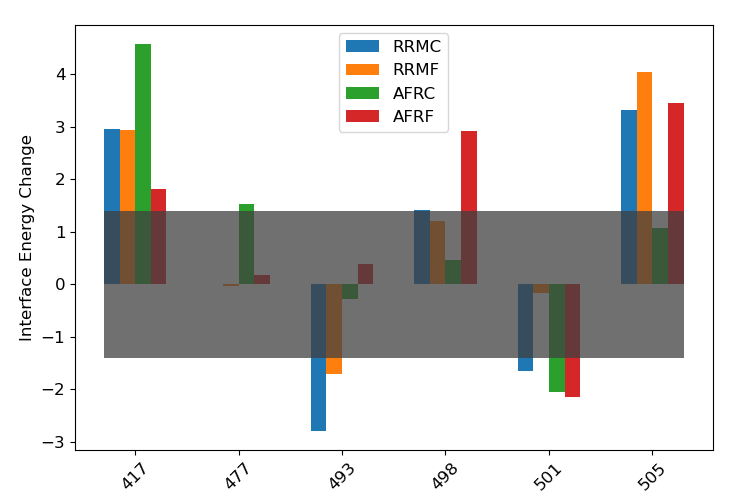 RRMC
RRMF
AFRC
AFRF
Interface Energy Change
4
3
2
1
0
−1
−2
−3
417
477
493
498
501
505